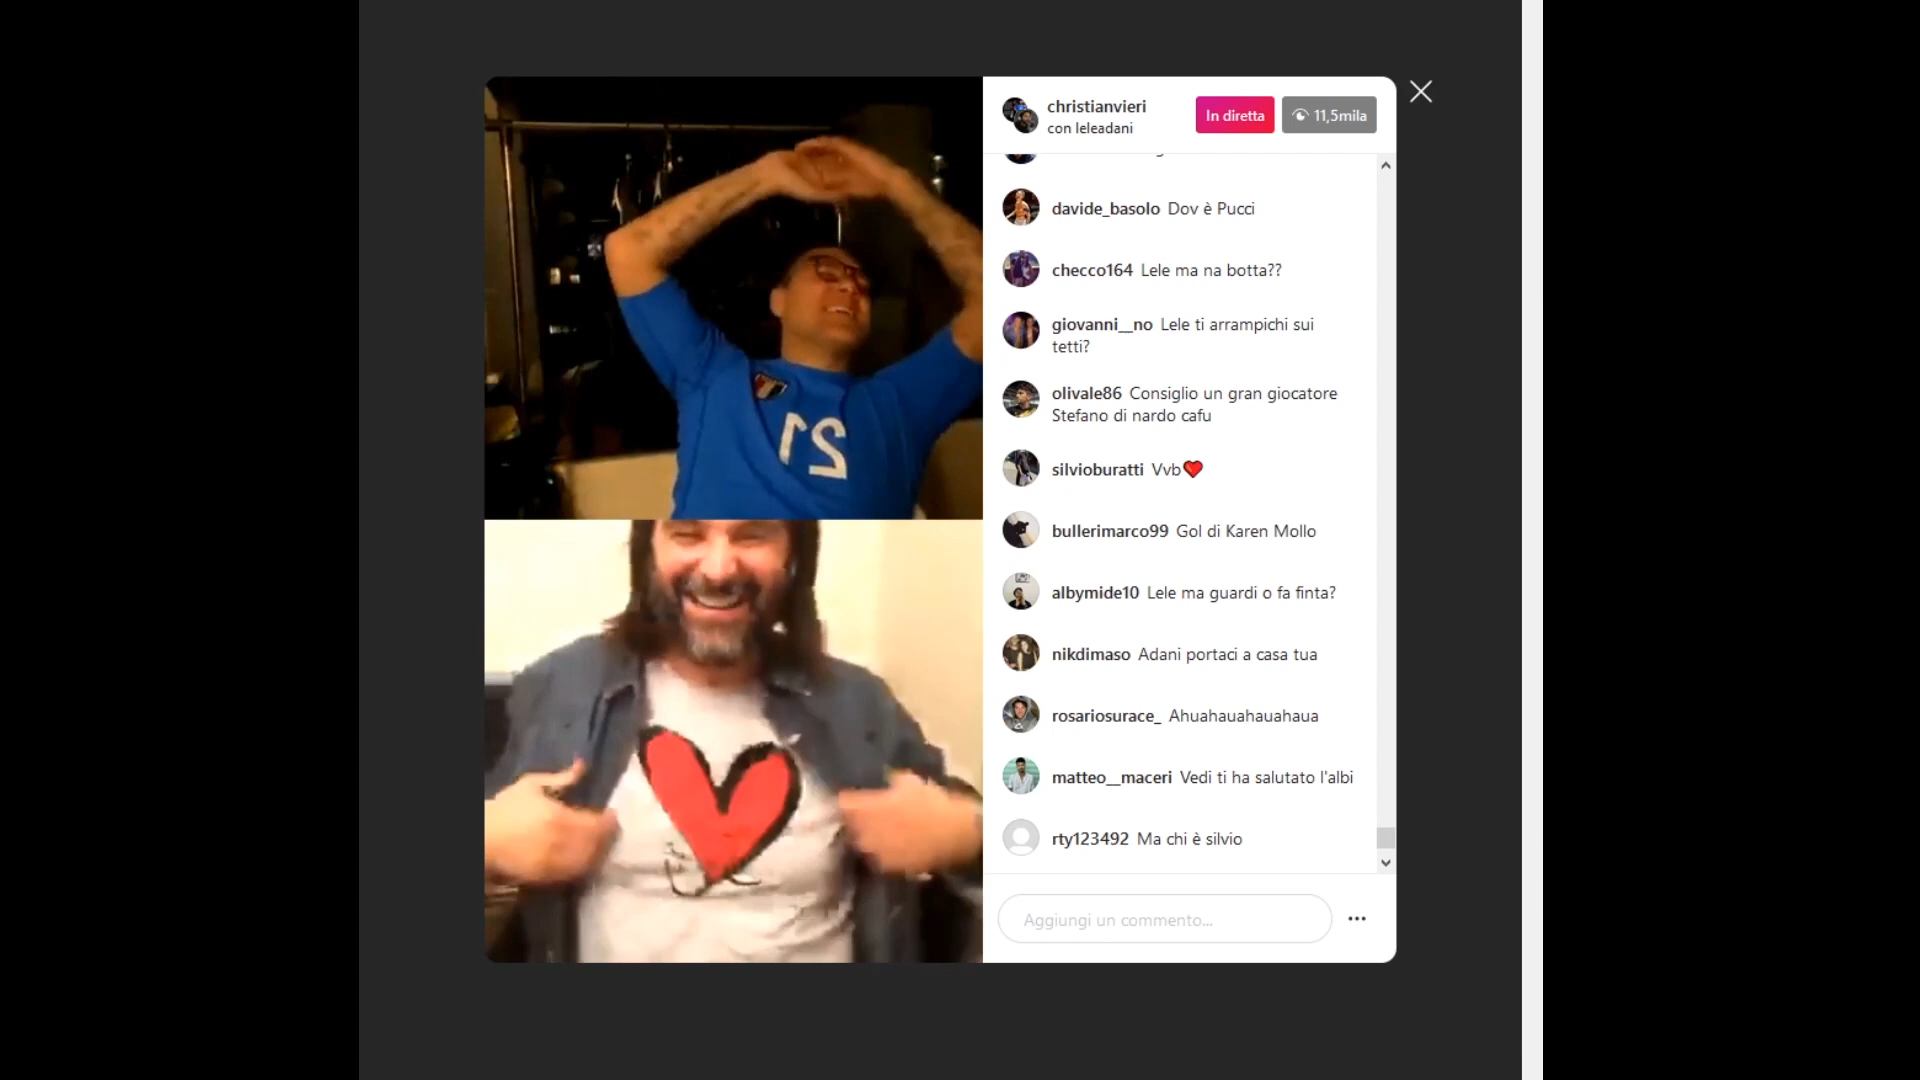 christianvieri
con leleadani
In diretta
11,5mila
davide_basolo Dov è Pucci
checco164 Lele ma na botta??
giovanni__no Lele ti arrampichi sui
tetti?
olivale86 Consiglio un gran giocatore
Stefano di nardo cafu
silvioburatti Vvb❤️
bullerimarco99 Gol di Karen Mollo
albymide10 Lele ma guardi o fa finta?
nikdimaso Adani portaci a casa tua
rosariosurace_ Ahuahauahauahaua
matteo__maceri Vedi ti ha salutato l'albi
rty123492 Ma chi è silvio
Aggiungi un commento...
21